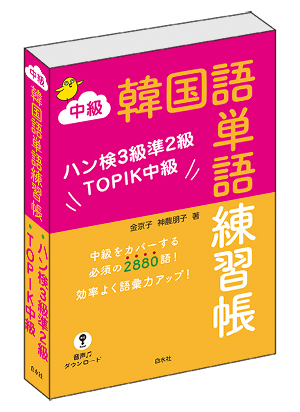 中級
韓国語
単語
練習帳
ハン検3級準2級
TOPIK中級
金京子 神農朋子 著
中級をカバーする
必須の2880語!
効率よく語彙力アップ!
音声♫
ダウンロード
白水社
中級
韓国語単語練習帳
ハン検3級準2級
TOPIK中級